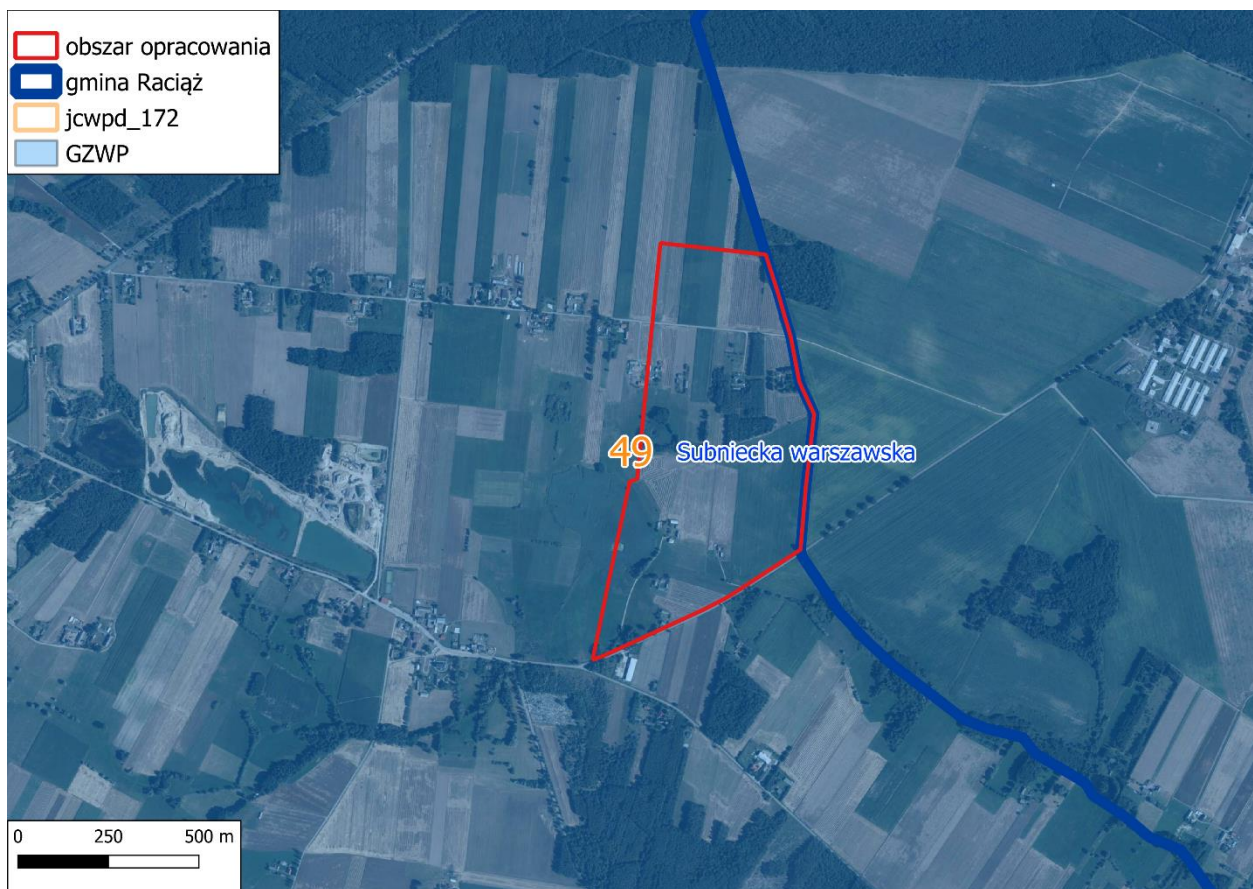 obszar opracowania
gmina Raciąż
jcwpd_172
GZWP
49 Subniecka warszawska
0 250 500 m